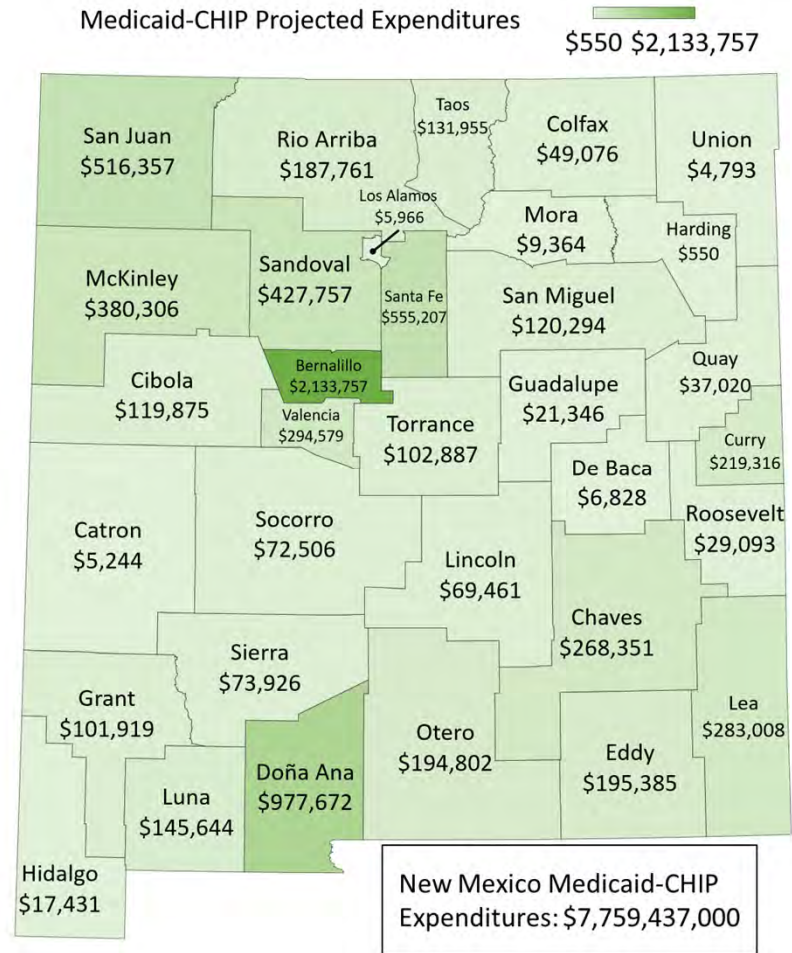 Medicaid-CHIP Projected Expenditures
$550 $2,133,757
San Juan
$516,357
Rio Arriba
$187,761
Taos
$131,955
Colfax
$49,076
Union
$4,793
Los Alamos
$5,966
Mora
$9,364
Harding
$550
McKinley
$380,306
Sandoval
$427,757
Santa Fe
$555,207
San Miguel
$120,294
Cibola
$119,875
Bernalillo
$2,133,757
Valencia
$294,579
Torrance
$102,887
Guadalupe
$21,346
Quay
$37,020
Curry
$219,316
De Baca
$6,828
Roosevelt
$29,093
Catron
$5,244
Socorro
$72,506
Lincoln
$69,461
Chaves
$268,351
Sierra
$73,926
Grant
$101,919
Lea
$283,008
Otero
$194,802
Eddy
$195,385
Doña Ana
$977,672
Luna
$145,644
Hidalgo
$17,431
New Mexico Medicaid-CHIP
Expenditures: $7,759,437,000